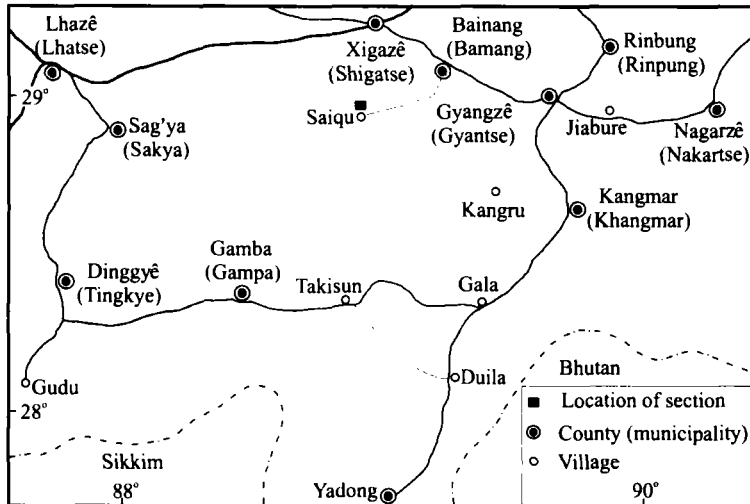 Lhazê
(Lhatse)
Xigazê
(Shigatse)
Bainang
(Bamang)
Rinbung
(Rinpung)
29°
Saiqu
Gyangzê
(Gyantse)
Jiabure
Nagarzê
(Nakartse)
Sag'ya
(Sakya)
Kangru
Kangmar
(Khangmar)
Dinggyê
(Tingkye)
Gamba
(Gampa)
Takisun
Gala
Gudu
Duila
Bhutan
28°
Location of section
County (municipality)
Village
Sikkim
Yadong
88°
90°